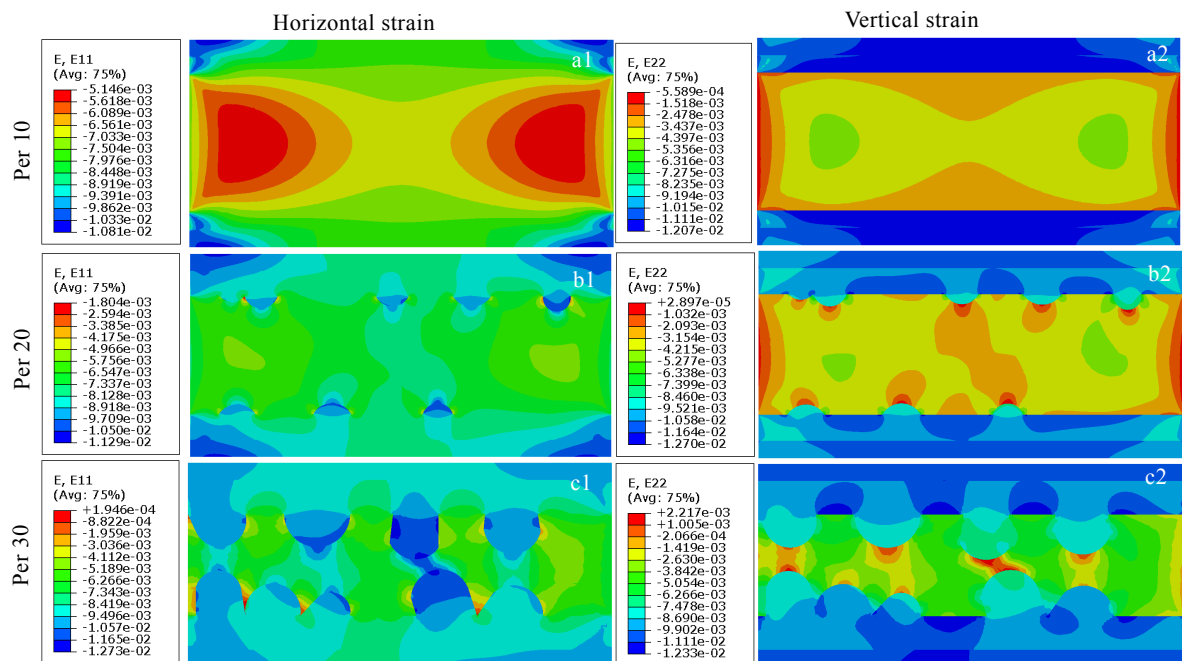 Horizontal strain
Vertical strain
Per 10
E, E11
(Avg: 75%)
-5.146e-03
-5.618e-03
-6.089e-03
-6.561e-03
-7.033e-03
-7.504e-03
-7.976e-03
-8.448e-03
-8.919e-03
-9.391e-03
-9.862e-03
-1.033e-02
-1.081e-02
a1
E, E22
(Avg: 75%)
-5.589e-04
-1.518e-03
-2.478e-03
-3.437e-03
-4.397e-03
-5.356e-03
-6.316e-03
-7.275e-03
-8.235e-03
-9.194e-03
-1.015e-02
-1.111e-02
-1.207e-02
a2
Per 20
E, E11
(Avg: 75%)
-1.804e-03
-2.594e-03
-3.385e-03
-4.175e-03
-4.966e-03
-5.756e-03
-6.547e-03
-7.337e-03
-8.128e-03
-8.918e-03
-9.709e-03
-1.050e-02
-1.129e-02
b1
E, E22
(Avg: 75%)
+2.897e-05
-1.032e-03
-2.093e-03
-3.154e-03
-4.215e-03
-5.277e-03
-6.338e-03
-7.399e-03
-8.460e-03
-9.521e-03
-1.058e-02
-1.164e-02
-1.270e-02
b2
Per 30
E, E11
(Avg: 75%)
+1.946e-04
-8.822e-04
-1.959e-03
-3.036e-03
-4.112e-03
-5.189e-03
-6.266e-03
-7.343e-03
-8.419e-03
-9.496e-03
-1.057e-02
-1.165e-02
-1.273e-02
c1
E, E22
(Avg: 75%)
+2.217e-03
+1.005e-03
-2.066e-04
-1.419e-03
-2.630e-03
-3.842e-03
-5.054e-03
-6.266e-03
-7.478e-03
-8.690e-03
-9.902e-03
-1.111e-02
-1.233e-02
c2